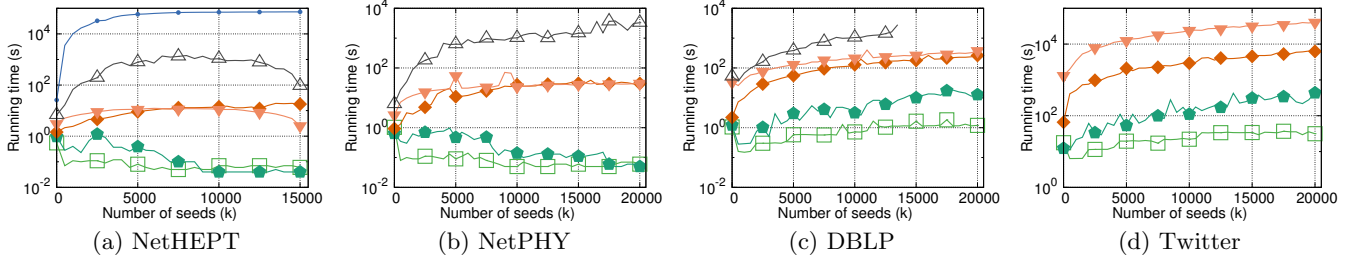 Running time (s)
10^4
10^2
10^0
10^-2
0
5000
10000
15000
Number of seeds (k)
(a) NetHEPT
Running time (s)
10^4
10^2
10^0
10^-2
0
5000
10000
15000
20000
Number of seeds (k)
(b) NetPHY
Running time (s)
10^4
10^2
10^0
10^-2
0
5000
10000
15000
20000
Number of seeds (k)
(c) DBLP
Running time (s)
10^4
10^2
10^0
0
5000
10000
15000
20000
Number of seeds (k)
(d) Twitter